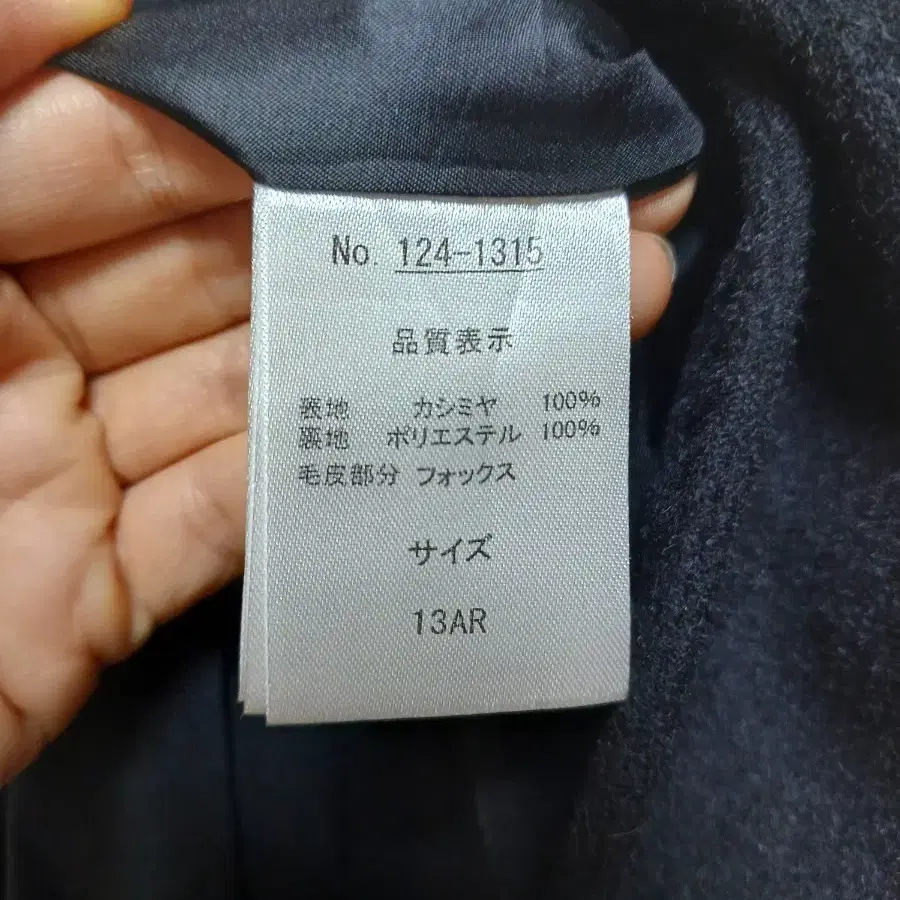 No. 124-1315
品質表示
表地 カシミヤ 100%
裏地 ポリエステル 100%
毛皮部分 フォックス
サイズ
13AR